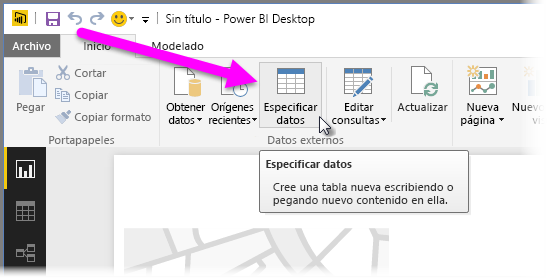 Sin título - Power BI Desktop
Archivo Inicio Modelado
Pegar
Cortar
Copiar
Copiar formato
Portapapeles
Obtener
datos
Orígenes
recientes
Especificar
datos
Editar
consultas
Actualizar
Datos externos
Nueva
página
Nuevo
Especificar datos
Cree una tabla nueva escribiendo o
pegando nuevo contenido en ella.